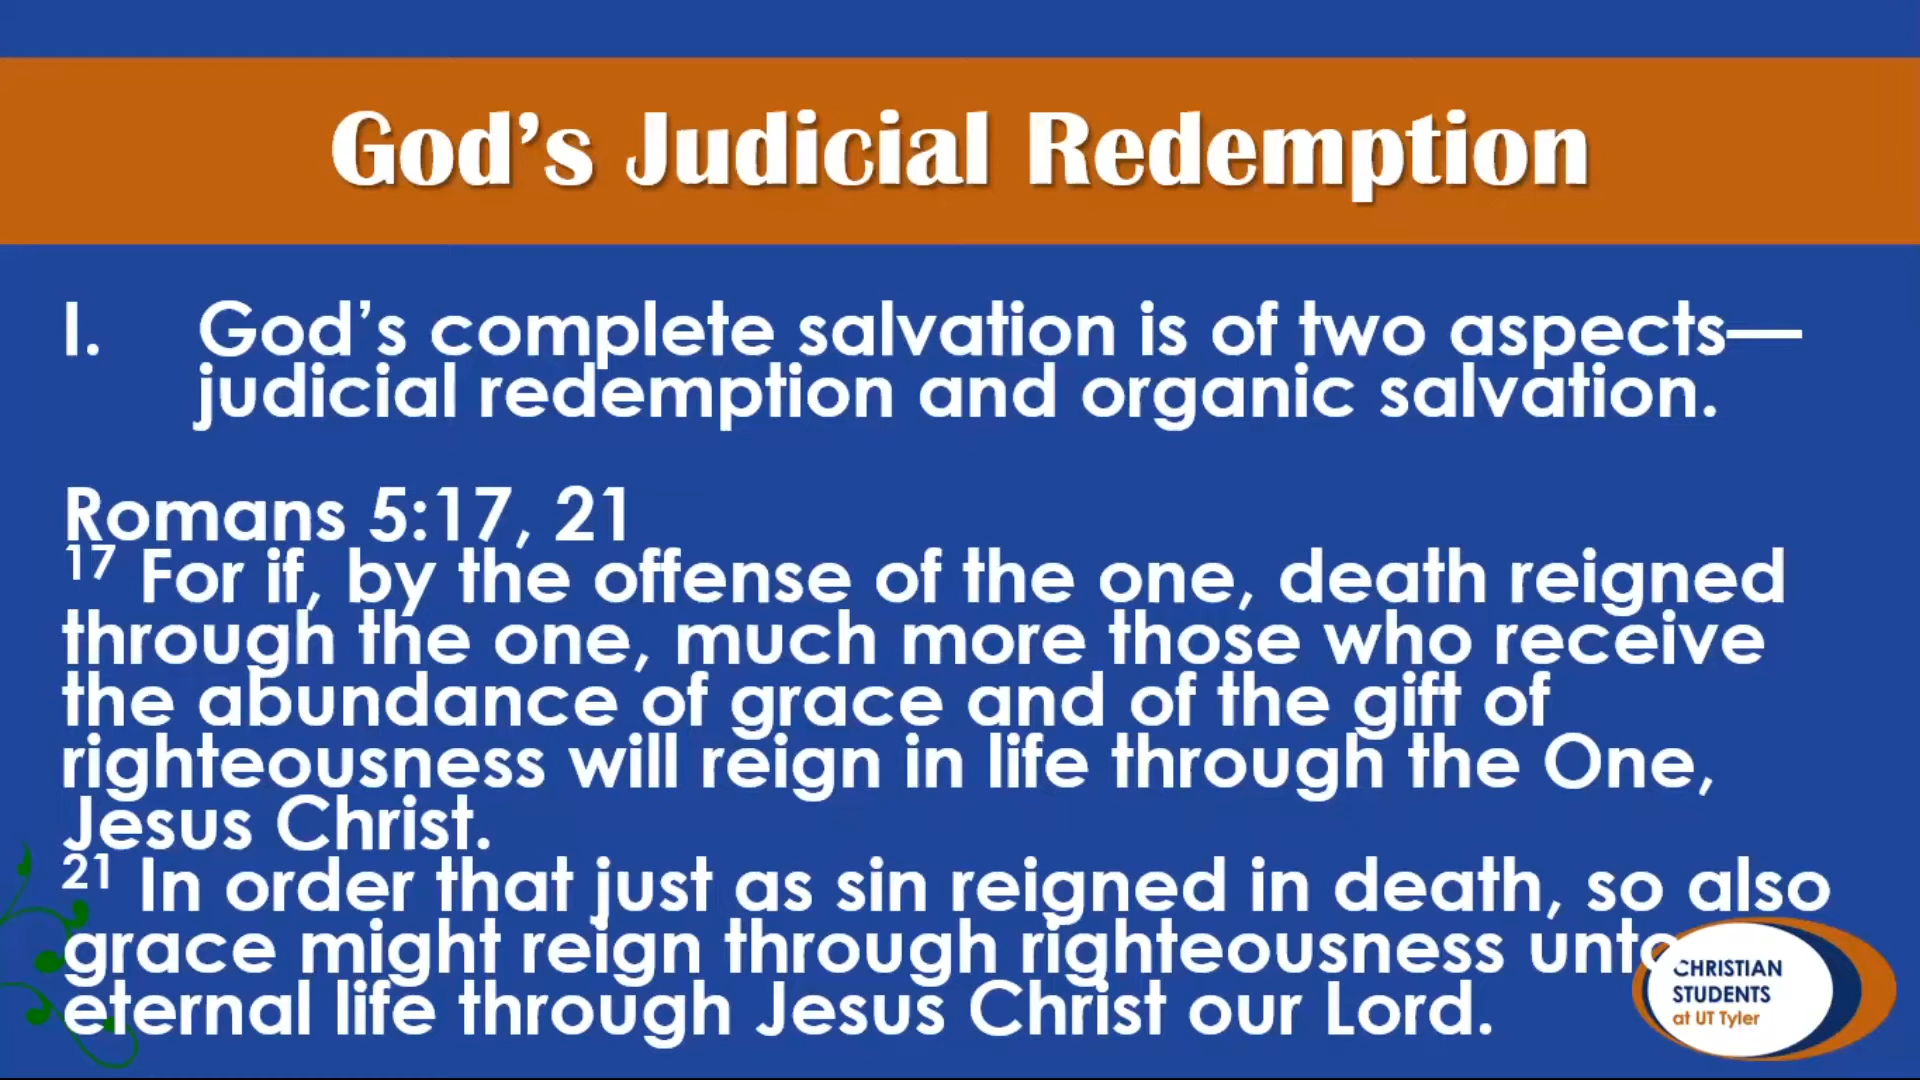 God’s Judicial Redemption
I. God’s complete salvation is of two aspects—
judicial redemption and organic salvation.
Romans 5:17, 21
17 For if, by the offense of the one, death reigned
through the one, much more those who receive
the abundance of grace and of the gift of
righteousness will reign in life through the One,
Jesus Christ.
21 In order that just as sin reigned in death, so also
grace might reign through righteousness unto
eternal life through Jesus Christ our Lord.
CHRISTIAN
STUDENTS
at UT Tyler